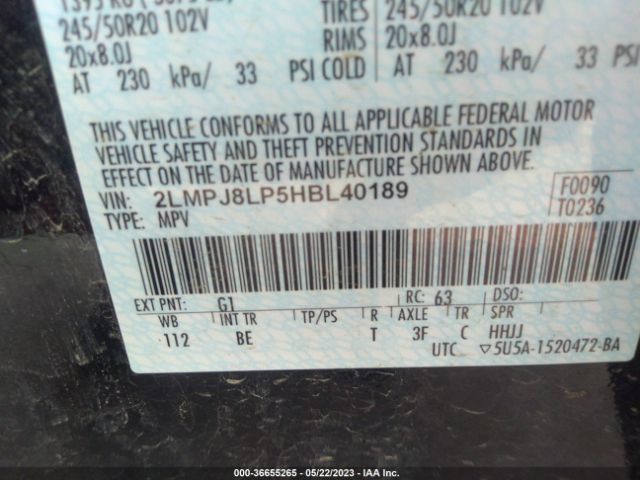 245/50R20 102V
20x8.0J
AT 230 kPa/ 33 PSI COLD
TIRES 245/50R20 102V
RIMS 20x8.0J
AT 230 kPa/ 33 PSI
THIS VEHICLE CONFORMS TO ALL APPLICABLE FEDERAL MOTOR
VEHICLE SAFETY AND THEFT PREVENTION STANDARDS IN
EFFECT ON THE DATE OF MANUFACTURE SHOWN ABOVE.
VIN: 2LMPJ8LP5HBL40189
TYPE: MPV
F0090
T0236
EXT PNT: G1 RC: 63 DSO:
WB INT TR TP/PS R AXLE TR SPR
112 BE T 3F C HHJJ
UTC ▽5U5A-1520472-BA
000-36655265 - 05/22/2023 - IAA Inc.